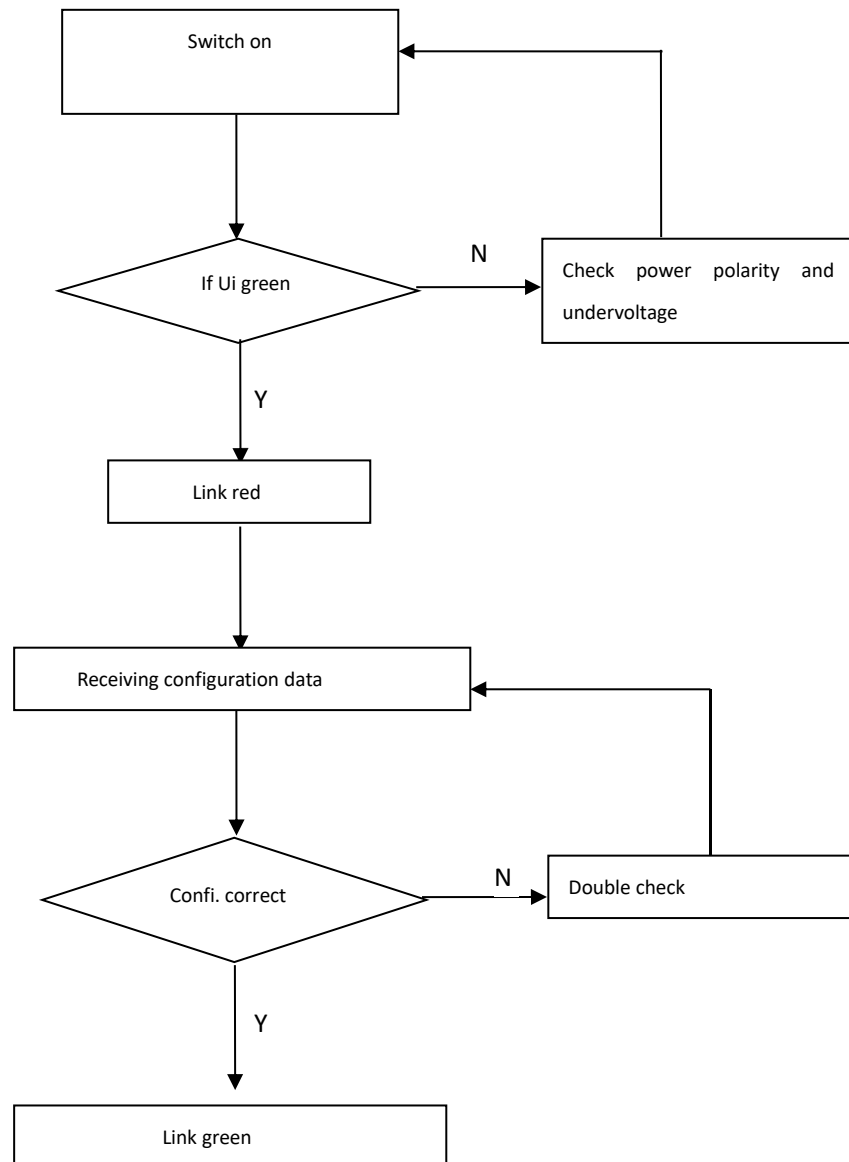 Switch on
If Ui green
N
Check power polarity and
undervoltage
Y
Link red
Receiving configuration data
Confi. correct
N
Double check
Y
Link green